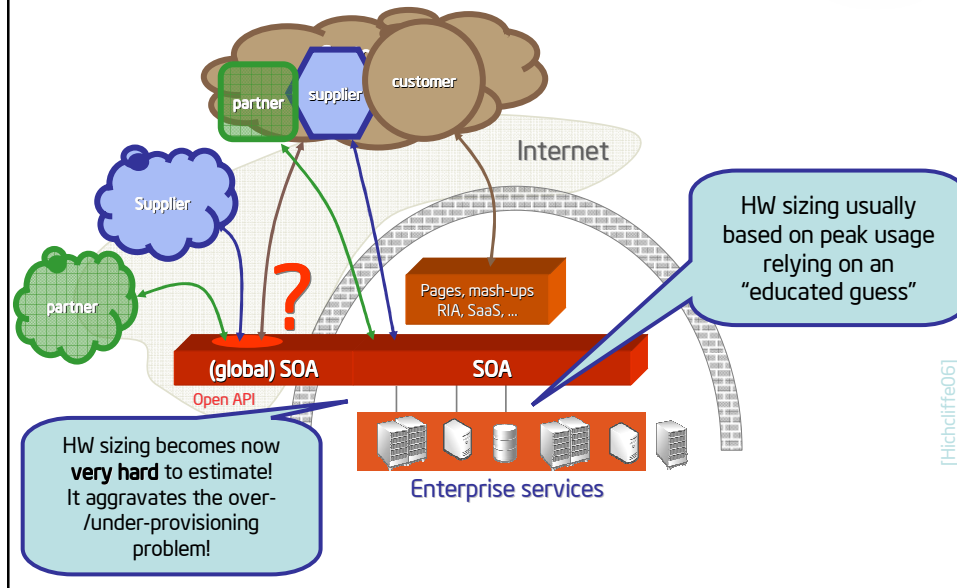 partner
supplier
customer
Internet
Supplier
partner
HW sizing usually
based on peak usage
relying on an
“educated guess”
?
Pages, mash-ups
RIA, SaaS, ...
(global) SOA
SOA
Open API
HW sizing becomes now
very hard to estimate!
It aggravates the over-
/under-provisioning
problem!
Enterprise services
[Hichcliffe06]